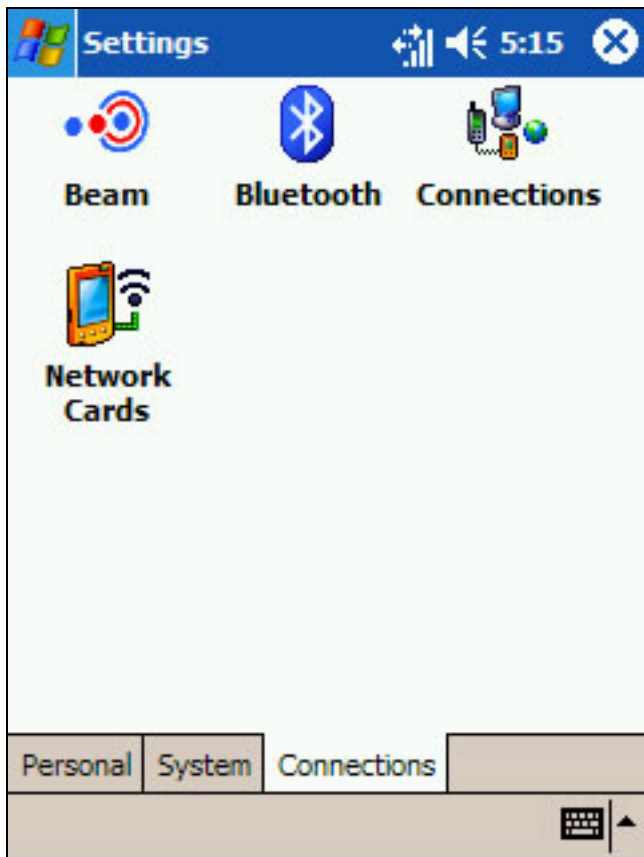 Settings 5:15
Beam Bluetooth Connections
Network
Cards
Personal System Connections